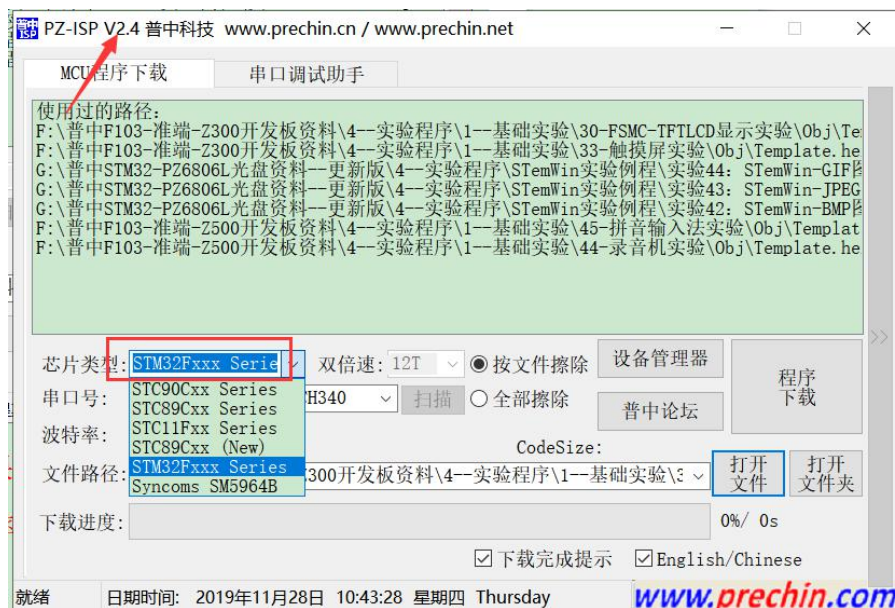 PZ-ISP V2.4 普中科技 www.prechin.cn / www.prechin.net
MCU程序下载 串口调试助手
使用过的路径:
F:\普中F103-准端-Z300开发板资料\4--实验程序\1--基础实验\30-FSMC-TFTLCD显示实验\Obj\Te
F:\普中F103-准端-Z300开发板资料\4--实验程序\1--基础实验\33-触摸屏实验\Obj\Template.he
G:\普中STM32-PZ6806L光盘资料--更新版\4--实验程序\STemWin实验例程\实验44: STemWin-GIF
G:\普中STM32-PZ6806L光盘资料--更新版\4--实验程序\STemWin实验例程\实验43: STemWin-JPEG
G:\普中STM32-PZ6806L光盘资料--更新版\4--实验程序\STemWin实验例程\实验42: STemWin-BMP
F:\普中F103-准端-Z500开发板资料\4--实验程序\1--基础实验\45-拼音输入法实验\Obj\Templat
F:\普中F103-准端-Z500开发板资料\4--实验程序\1--基础实验\44-录音机实验\Obj\Template.he
芯片类型: STM32Fxxx Serie 双倍速: 12T 按文件擦除 设备管理器 程序下载
STC90Cxx Series
串口号: H340 扫描 全部擦除 普中论坛
STC89Cxx Series
STC11Fxx Series
波特率:
STC89Cxx (New) CodeSize:
文件路径: STM32Fxxx Series 300开发板资料\4--实验程序\1--基础实验\3 打开文件 打开文件夹
Syncoms SM5964B
下载进度: 0%/ 0s
下载完成提示 English/Chinese
就绪 日期时间: 2019年11月28日 10:43:28 星期四 Thursday www.prechin.com